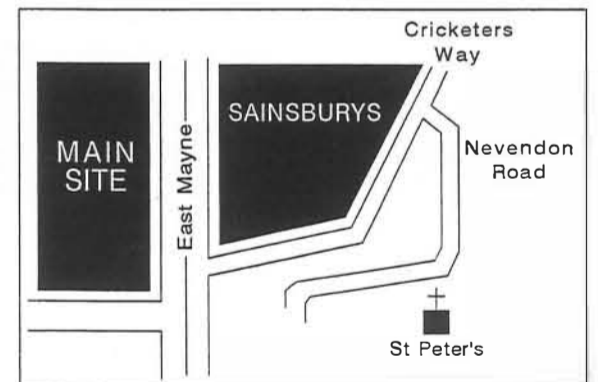 Cricketers
Way
SAINSBURYS
MAIN
SITE
East Mayne
Nevendon
Road
St Peter's